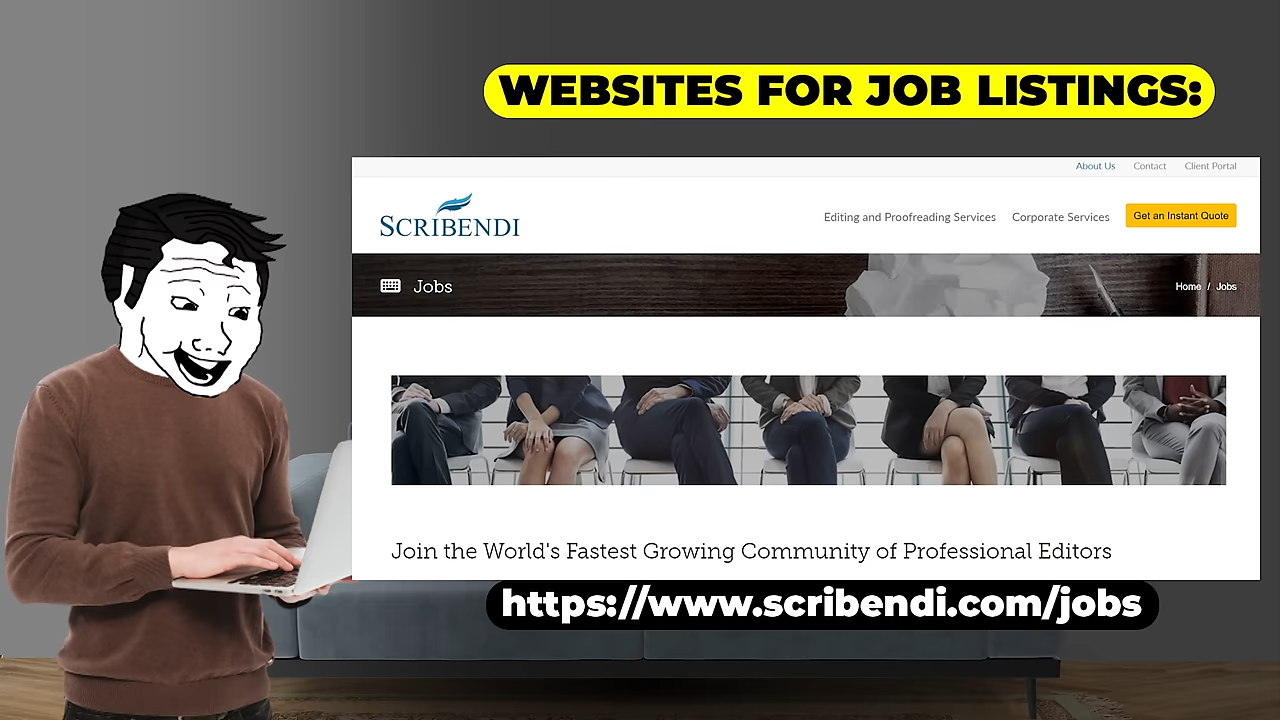 WEBSITES FOR JOB LISTINGS:
About Us Contact Client Portal
SCRIBENDI
Editing and Proofreading Services Corporate Services Get an Instant Quote
Jobs
Home / Jobs
Join the World's Fastest Growing Community of Professional Editors
https://www.scribendi.com/jobs